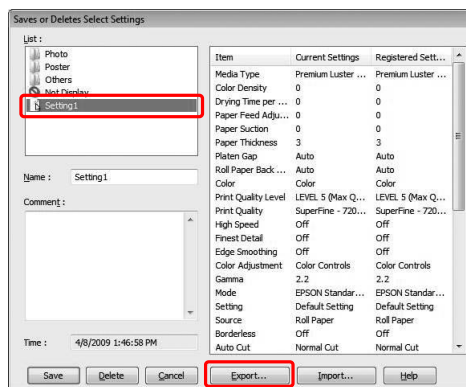 Saves or Deletes Select Settings
List :
Photo
Poster
Others
Not Display
Setting1
Name : Setting1
Comment :
Time : 4/8/2009 1:46:58 PM
Item Current Settings Registered Sett...
Media Type Premium Luster ... Premium Luster ...
Color Density 0 0
Drying Time per ... 0 0
Paper Feed Adju... 0 0
Paper Suction 0 0
Paper Thickness 3 3
Platen Gap Auto Auto
Roll Paper Back ... Auto Auto
Color Color Color
Print Quality Level LEVEL 5 (Max Q... LEVEL 5 (Max Q...
Print Quality SuperFine - 720... SuperFine - 720...
High Speed Off Off
Finest Detail Off Off
Edge Smoothing Off Off
Color Adjustment Color Controls Color Controls
Gamma 2.2 2.2
Mode EPSON Standar... EPSON Standar...
Setting Default Setting Default Setting
Source Roll Paper Roll Paper
Borderless Off Off
Auto Cut Normal Cut Normal Cut
Save Delete Cancel Export... Import... Help